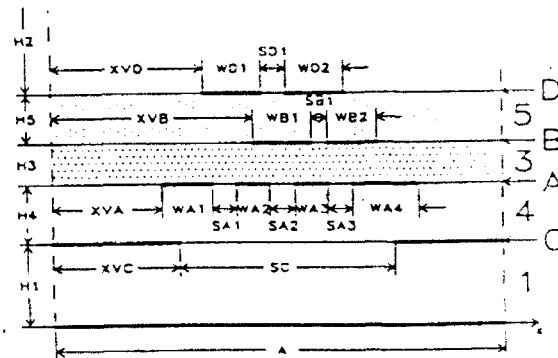 H2
XVD
WD1
SD1
WD2
D
H5
XVB
WB1
SB1
WB2
5
B
H3
3
A
H4
XVA
WA1
SA1
WA2
SA2
WA3
SA3
WA4
4
C
H1
XVC
SC
1
x
A